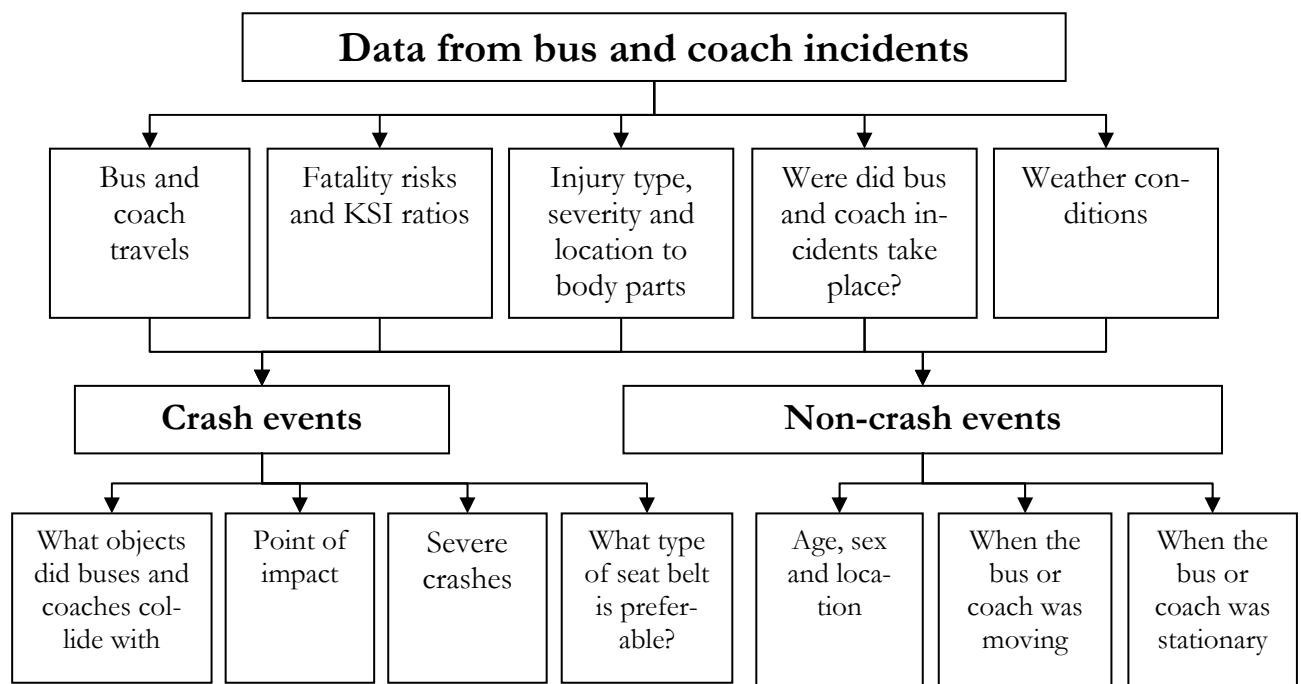 Data from bus and coach incidents
Bus and
coach
travels
Fatality risks
and KSI ratios
Injury type,
severity and
location to
body parts
Were did bus
and coach in-
cidents take
place?
Weather con-
ditions
Crash events
Non-crash events
What objects
did buses and
coaches col-
lide with
Point of
impact
Severe
crashes
What type
of seat belt
is prefer-
able?
Age, sex
and loca-
tion
When the
bus or
coach was
moving
When the
bus or
coach was
stationary